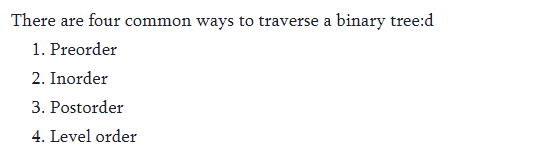 There are four common ways to traverse a binary tree:d
1. Preorder
2. Inorder
3. Postorder
4. Level order